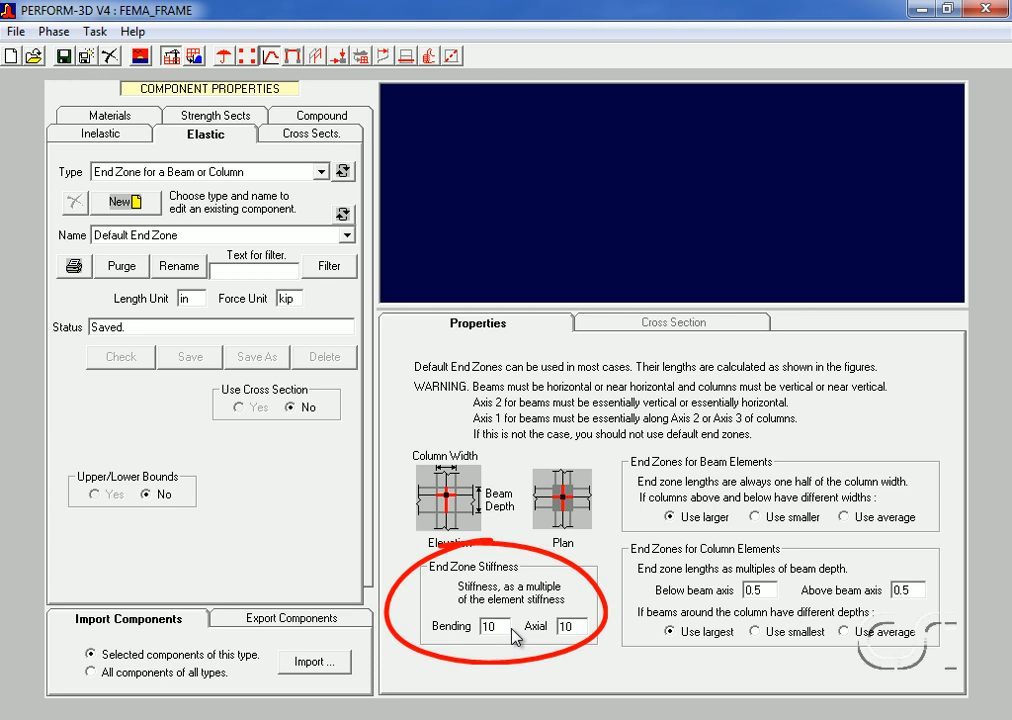 PERFORM-3D V4 : FEMA_FRAME
File Phase Task Help
COMPONENT PROPERTIES
Materials Strength Sects Compound
Inelastic Elastic Cross Sects.
Type End Zone for a Beam or Column
New Choose type and name to
edit an existing component.
Name Default End Zone
Text for filter.
Purge Rename Filter
Length Unit in Force Unit kip
Status Saved.
Check Save Save As Delete
Use Cross Section
Yes No
Upper/Lower Bounds
Yes No
Import Components Export Components
Selected components of this type.
All components of all types.
Import ...
Properties Cross Section
Default End Zones can be used in most cases. Their lengths are calculated as shown in the figures.
WARNING. Beams must be horizontal or near horizontal and columns must be vertical or near vertical.
Axis 2 for beams must be essentially vertical or essentially horizontal.
Axis 1 for beams must be essentially along Axis 2 or Axis 3 of columns.
If this is not the case, you should not use default end zones.
Column Width
Beam
Depth
Elevation Plan
End Zone Stiffness
Stiffness, as a multiple
of the element stiffness
Bending 10 Axial 10
End Zones for Beam Elements
End zone lengths are always one half of the column width.
If columns above and below have different widths :
Use larger Use smaller Use average
End Zones for Column Elements
End zone lengths as multiples of beam depth.
Below beam axis 0.5 Above beam axis 0.5
If beams around the column have different depths :
Use largest Use smallest Use average